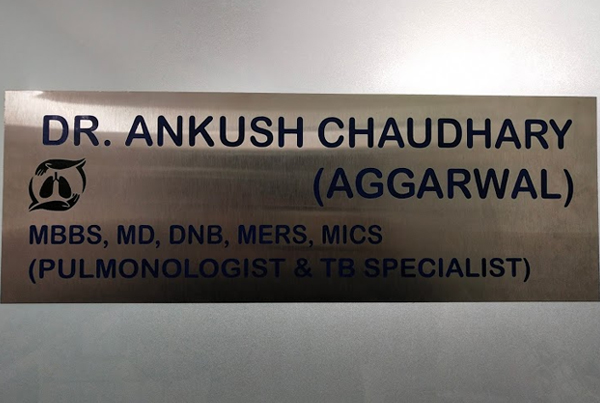 DR. ANKUSH CHAUDHARY
(AGGARWAL)
MBBS, MD, DNB, MERS, MICS
(PULMONOLOGIST & TB SPECIALIST)